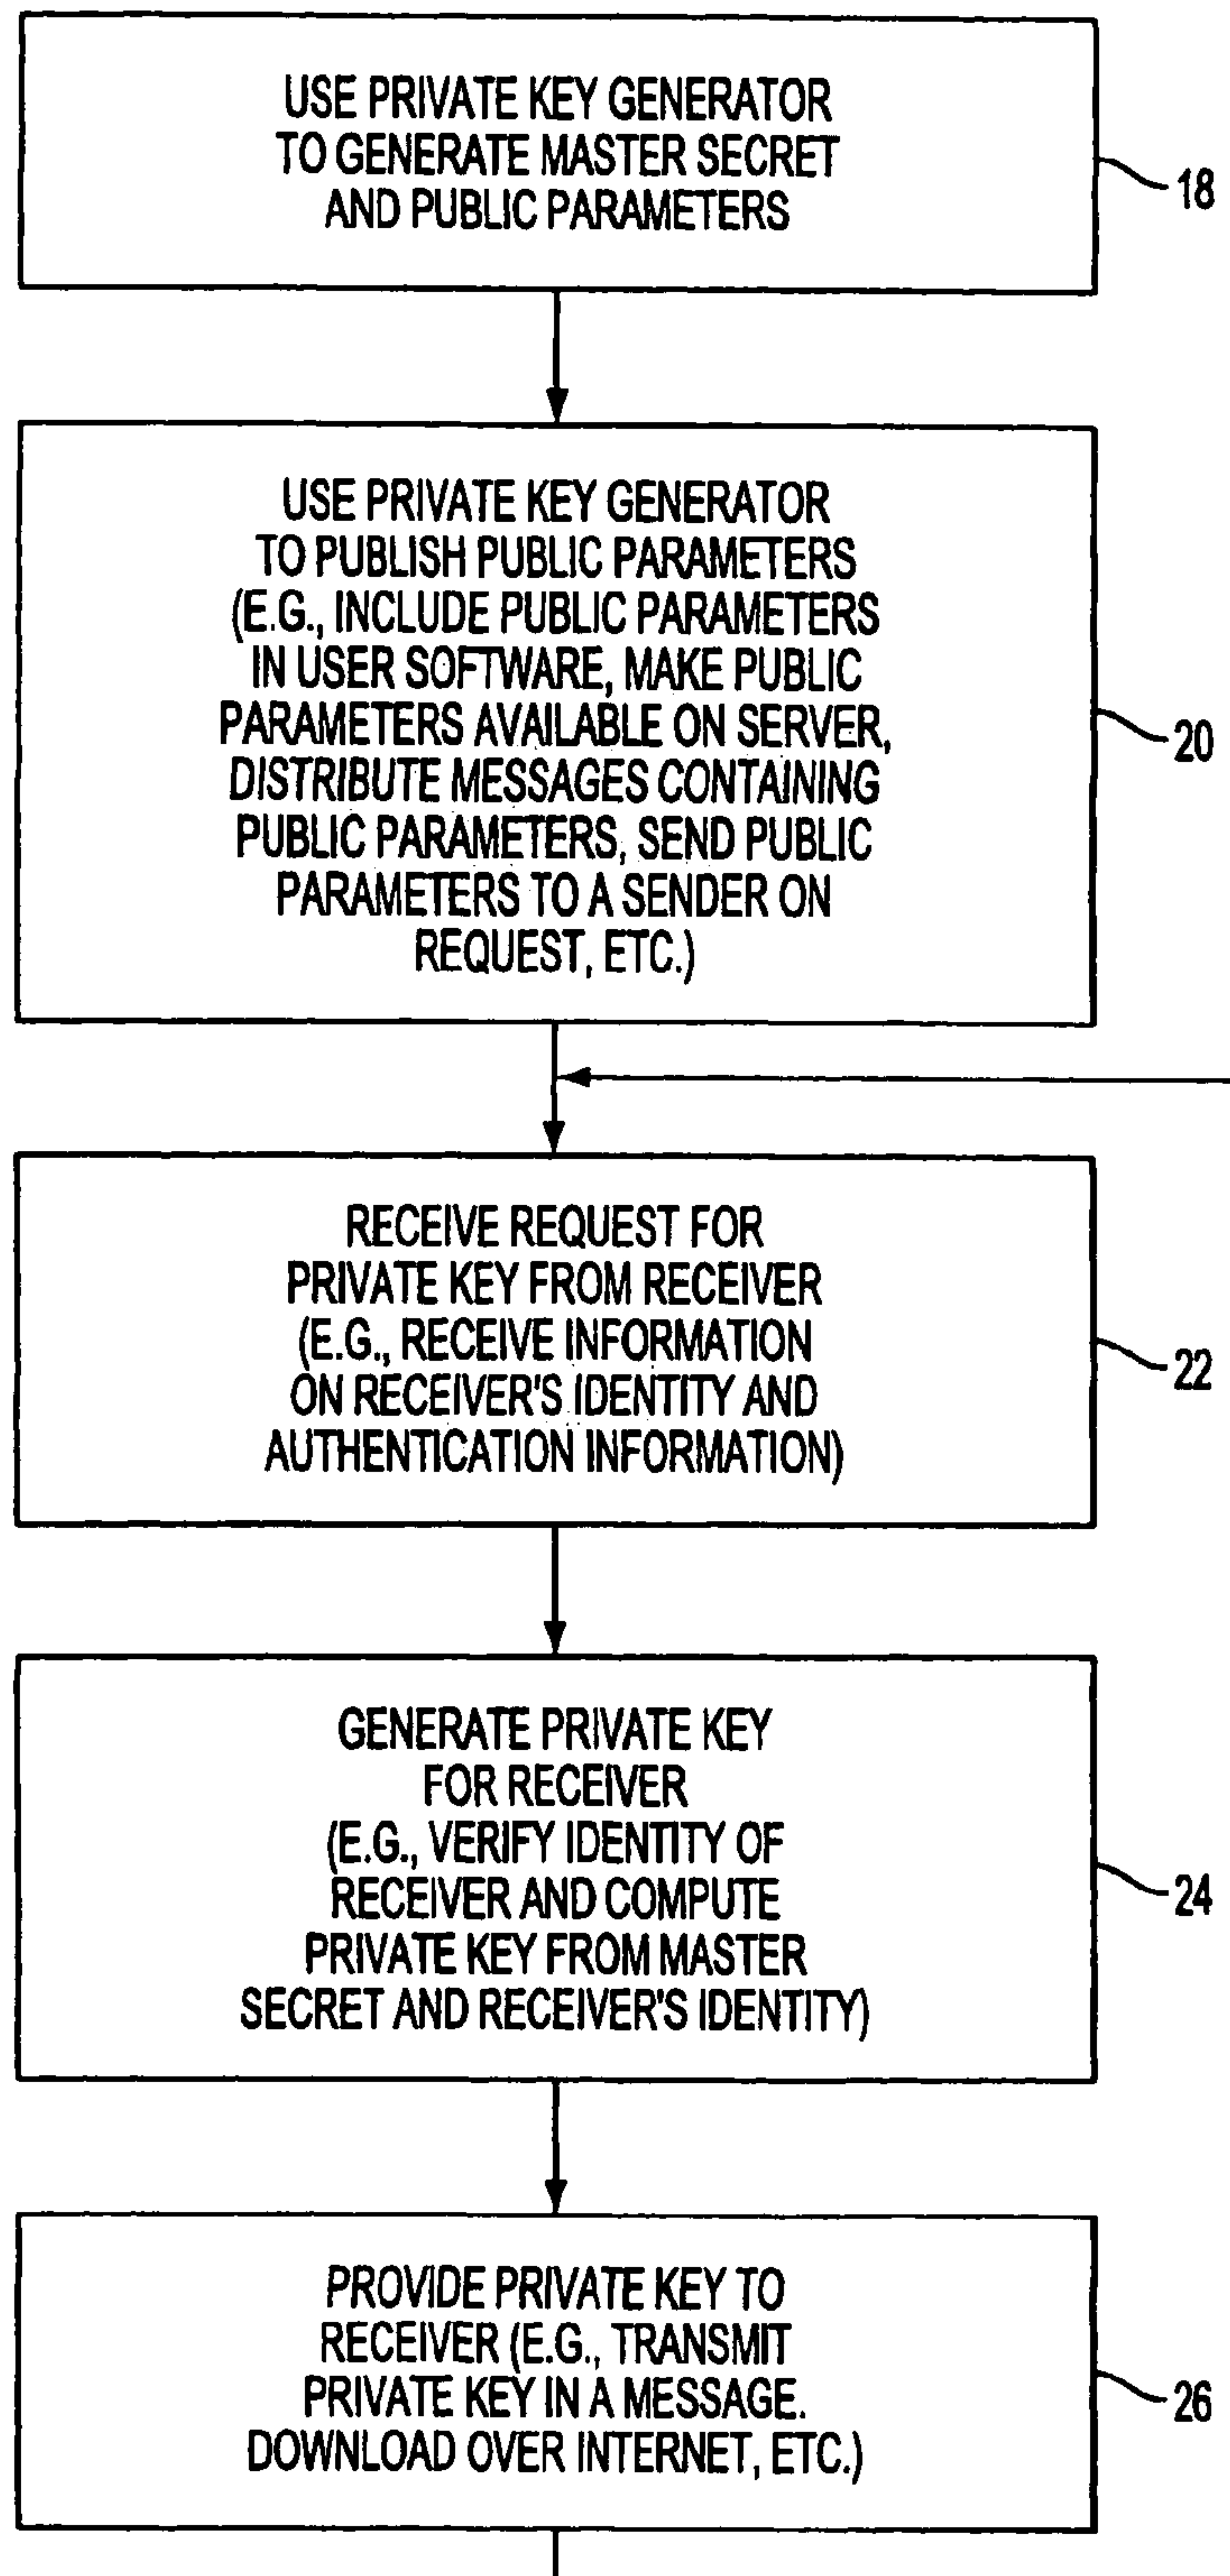 USE PRIVATE KEY GENERATOR
TO GENERATE MASTER SECRET
AND PUBLIC PARAMETERS
18
USE PRIVATE KEY GENERATOR
TO PUBLISH PUBLIC PARAMETERS
(E.G., INCLUDE PUBLIC PARAMETERS
IN USER SOFTWARE, MAKE PUBLIC
PARAMETERS AVAILABLE ON SERVER,
DISTRIBUTE MESSAGES CONTAINING
PUBLIC PARAMETERS, SEND PUBLIC
PARAMETERS TO A SENDER ON
REQUEST, ETC.)
20
RECEIVE REQUEST FOR
PRIVATE KEY FROM RECEIVER
(E.G., RECEIVE INFORMATION
ON RECEIVER'S IDENTITY AND
AUTHENTICATION INFORMATION)
22
GENERATE PRIVATE KEY
FOR RECEIVER
(E.G., VERIFY IDENTITY OF
RECEIVER AND COMPUTE
PRIVATE KEY FROM MASTER
SECRET AND RECEIVER'S IDENTITY)
24
PROVIDE PRIVATE KEY TO
RECEIVER (E.G., TRANSMIT
PRIVATE KEY IN A MESSAGE.
DOWNLOAD OVER INTERNET, ETC.)
26